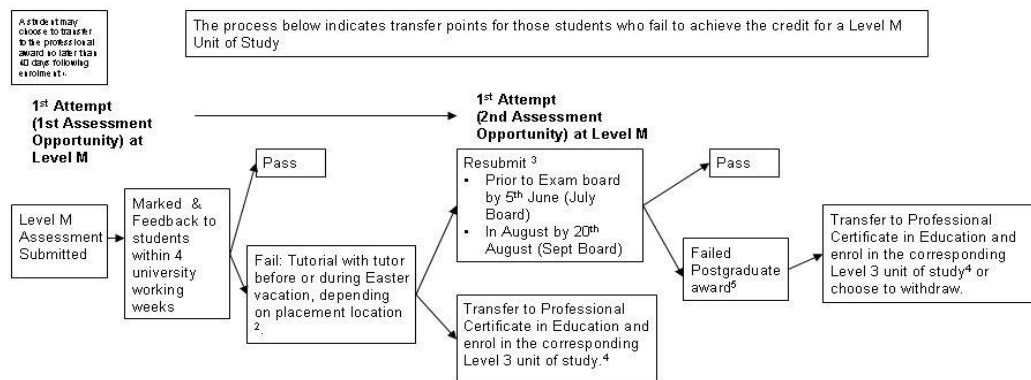 A student may
choose to transfer
to the professional
award no later than
40 days following
enrolment 1.
The process below indicates transfer points for those students who fail to achieve the credit for a Level M
Unit of Study
1st Attempt
(1st Assessment
Opportunity) at
Level M
1st Attempt
(2nd Assessment
Opportunity) at Level M
Level M
Assessment
Submitted
Marked & 
Feedback to
students
within 4
university
working
weeks
Pass
Fail: Tutorial with tutor
before or during Easter
vacation, depending
on placement location
2.
Resubmit 3
▪ Prior to Exam board
by 5th June (July
Board)
▪ In August by 20th
August (Sept Board)
Transfer to Professional
Certificate in Education and
enrol in the corresponding
Level 3 unit of study.4
Pass
Failed
Postgraduate
award5
Transfer to Professional
Certificate in Education and
enrol in the corresponding
Level 3 unit of study4 or
choose to withdraw.